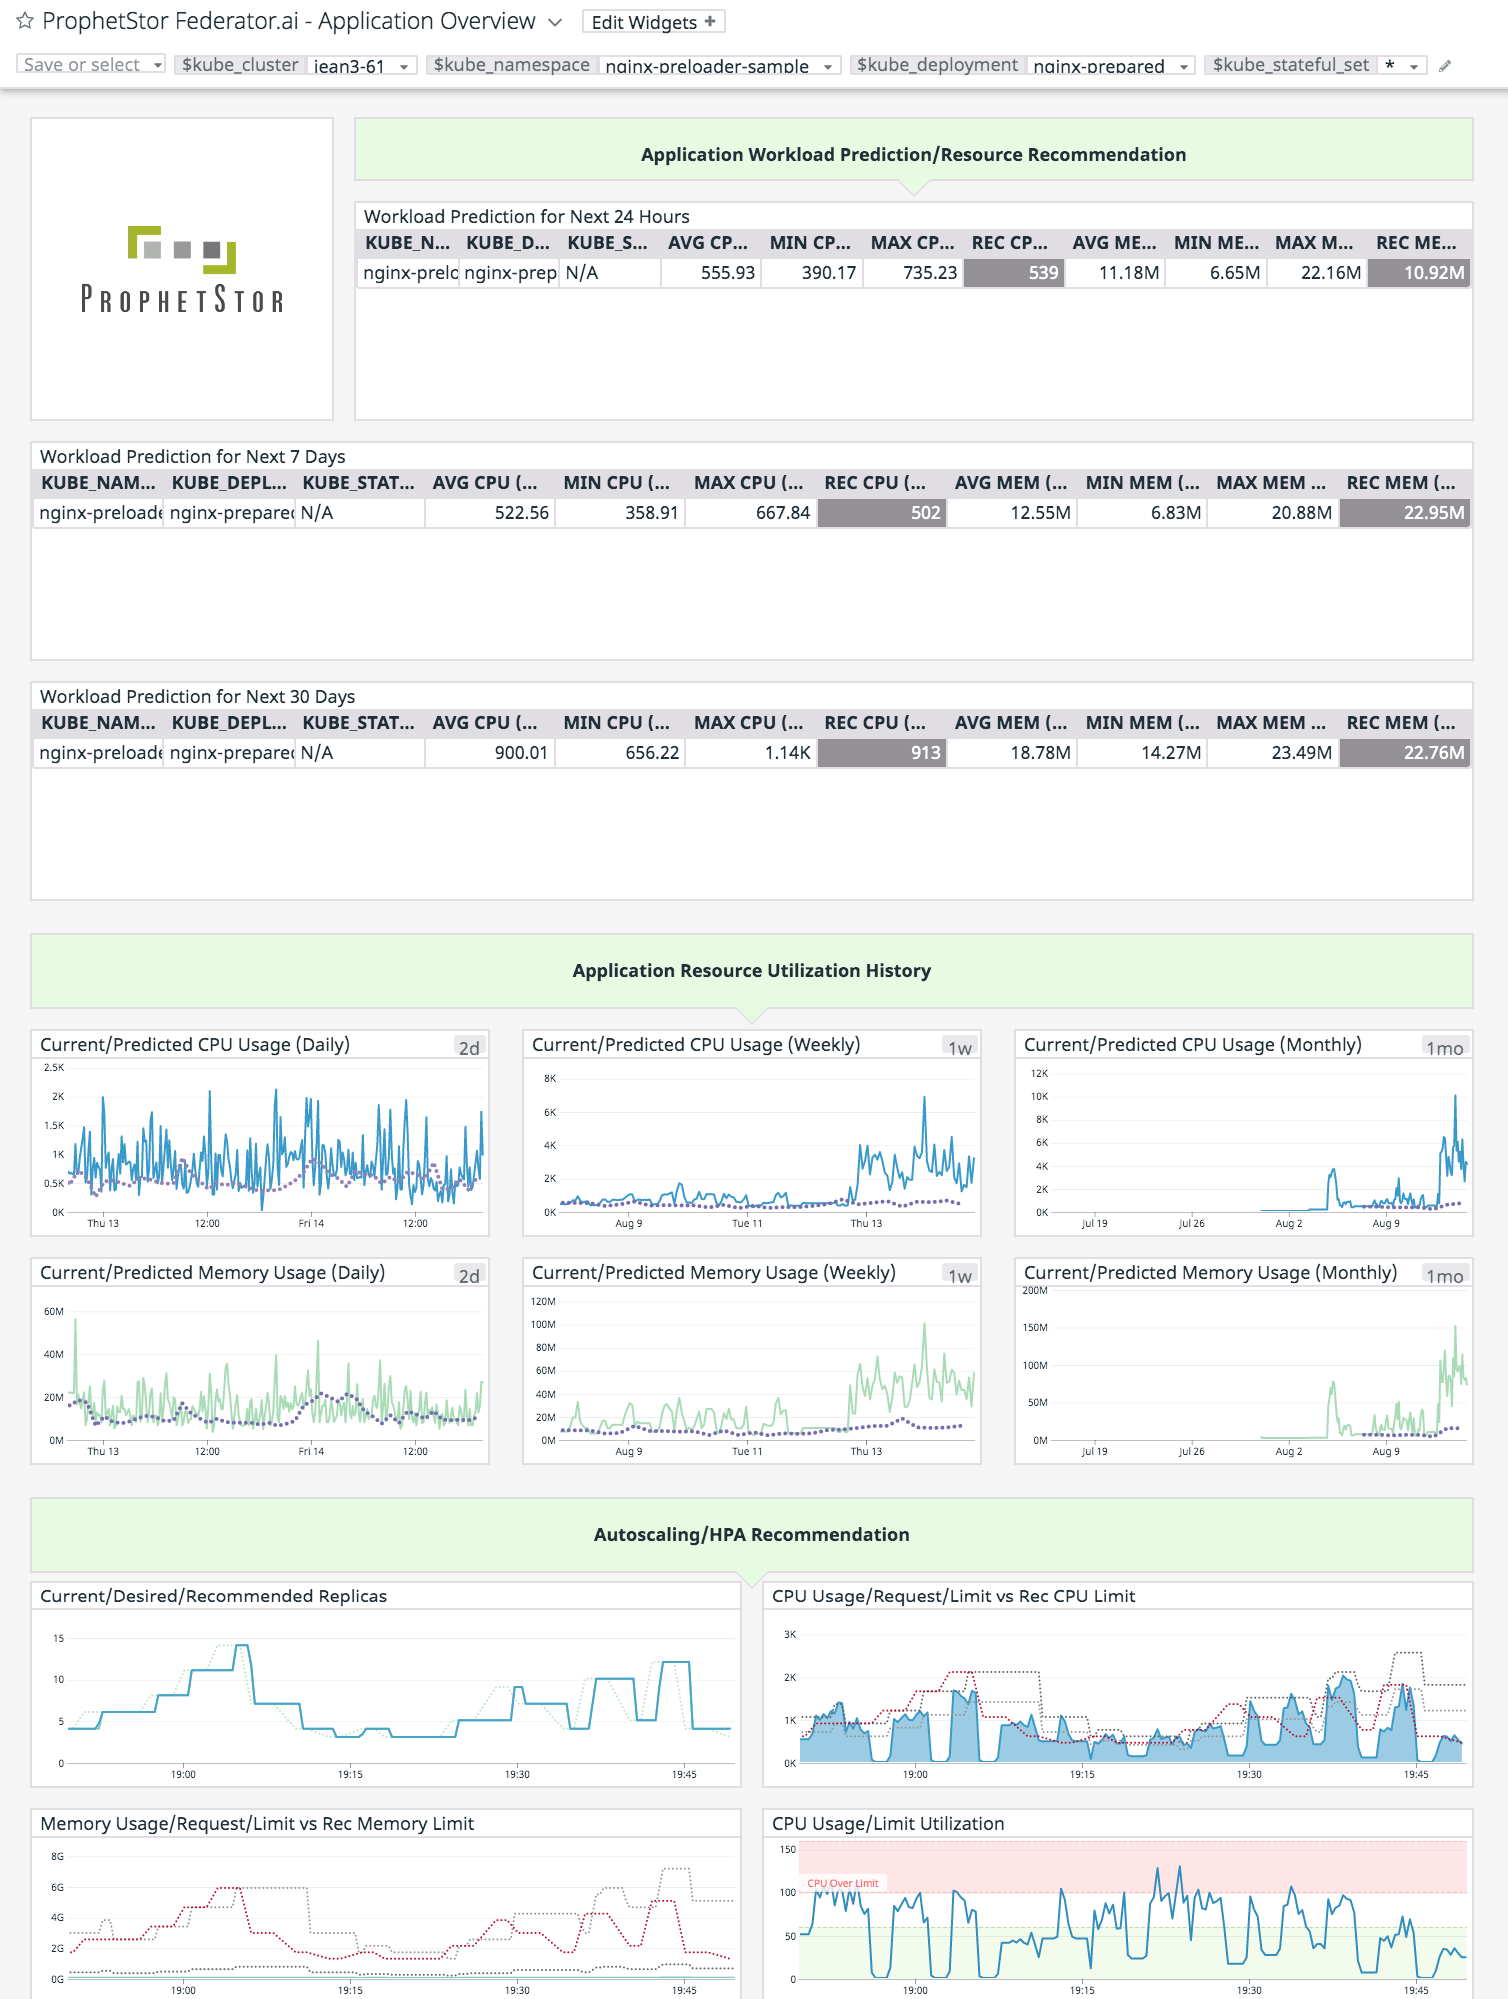 ProphetStor Federator.ai - Application Overview Edit Widgets +
Save or select $kube_cluster jean3-61 $kube_namespace nginx-preloader-sample $kube_deployment nginx-prepared $kube_stateful_set *
PROPHETSTOR
Application Workload Prediction/Resource Recommendation
Workload Prediction for Next 24 Hours
KUBE_N... KUBE_D... KUBE_S... AVG CP... MIN CP... MAX CP... REC CP... AVG ME... MIN ME... MAX M... REC ME...
nginx-prelo nginx-prep N/A 555.93 390.17 735.23 539 11.18M 6.65M 22.16M 10.92M
Workload Prediction for Next 7 Days
KUBE_NAM... KUBE_DEPL... KUBE_STAT... AVG CPU (... MIN CPU (... MAX CPU (... REC CPU (... AVG MEM (... MIN MEM (... MAX MEM ... REC MEM (...
nginx-preloade nginx-prepared N/A 522.56 358.91 667.84 502 12.55M 6.83M 20.88M 22.95M
Workload Prediction for Next 30 Days
KUBE_NAM... KUBE_DEPL... KUBE_STAT... AVG CPU (... MIN CPU (... MAX CPU (... REC CPU (... AVG MEM (... MIN MEM (... MAX MEM ... REC MEM (...
nginx-preloade nginx-prepared N/A 900.01 656.22 1.14K 913 18.78M 14.27M 23.49M 22.76M
Application Resource Utilization History
Current/Predicted CPU Usage (Daily) 2d
2.5K
2K
1.5K
1K
0.5K
0K
Thu 13 12:00 Fri 14 12:00
Current/Predicted CPU Usage (Weekly) 1w
8K
6K
4K
2K
0K
Aug 9 Tue 11 Thu 13
Current/Predicted CPU Usage (Monthly) 1mo
12K
10K
8K
6K
4K
2K
0K
Jul 19 Jul 26 Aug 2 Aug 9
Current/Predicted Memory Usage (Daily) 2d
60M
40M
20M
0M
Thu 13 12:00 Fri 14 12:00
Current/Predicted Memory Usage (Weekly) 1w
120M
100M
80M
60M
40M
20M
0M
Aug 9 Tue 11 Thu 13
Current/Predicted Memory Usage (Monthly) 1mo
200M
150M
100M
50M
0M
Jul 19 Jul 26 Aug 2 Aug 9
Autoscaling/HPA Recommendation
Current/Desired/Recommended Replicas
15
10
5
0
19:00 19:15 19:30 19:45
CPU Usage/Request/Limit vs Rec CPU Limit
3K
2K
1K
0K
19:00 19:15 19:30 19:45
Memory Usage/Request/Limit vs Rec Memory Limit
8G
6G
4G
2G
0G
19:00 19:15 19:30 19:45
CPU Usage/Limit Utilization
150
CPU Over Limit
100
50
0
19:00 19:15 19:30 19:45